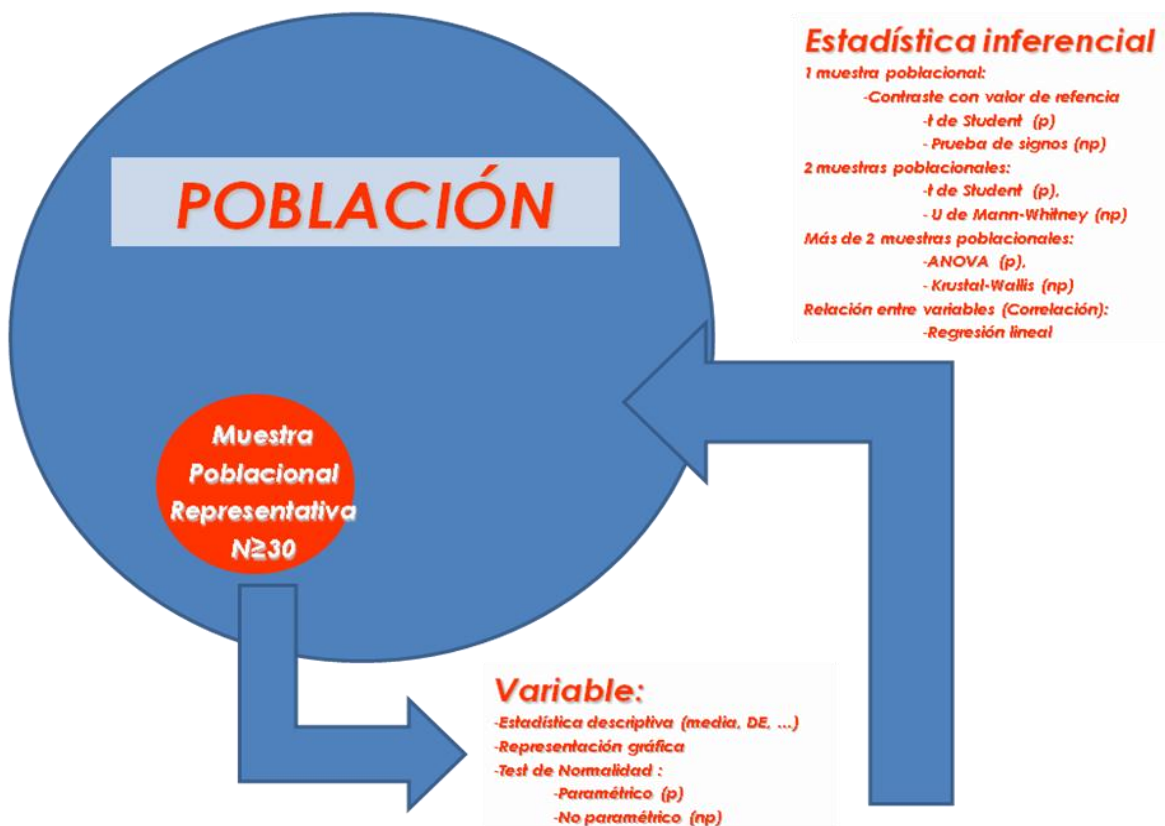 POBLACIÓN
Muestra
Poblacional
Representativa
N≥30
Variable:
-Estadística descriptiva (media, DE, ...)
-Representación gráfica
-Test de Normalidad :
-Paramétrico (p)
-No paramétrico (np)
Estadística inferencial
1 muestra poblacional:
-Contraste con valor de refencia
-t de Student (p)
- Prueba de signos (np)
2 muestras poblacionales:
-t de Student (p),
- U de Mann-Whitney (np)
Más de 2 muestras poblacionales:
-ANOVA (p),
- Krustal-Wallis (np)
Relación entre variables (Correlación):
-Regresión lineal